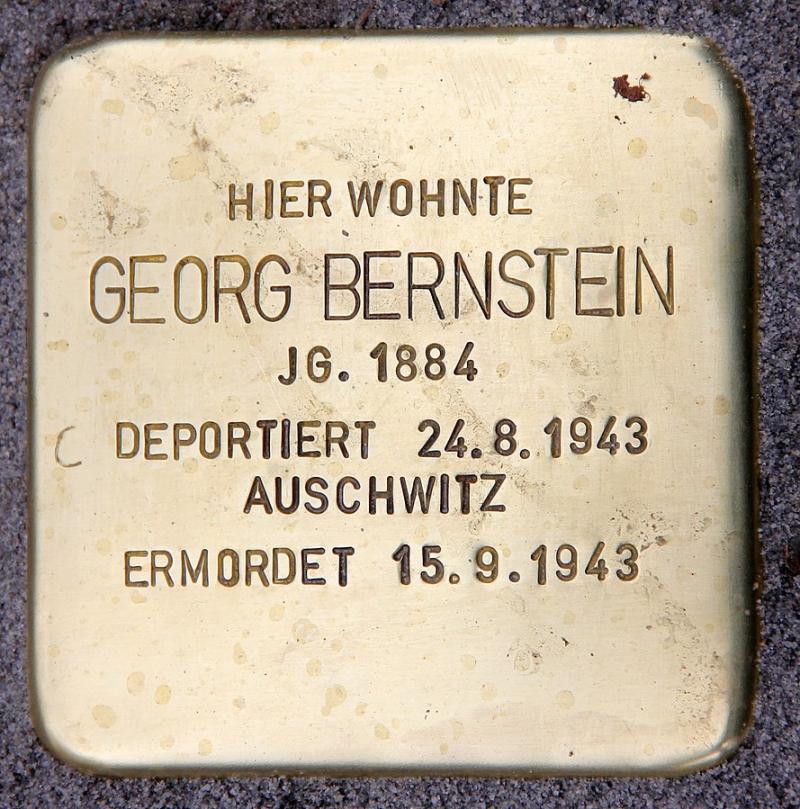 HIER WOHNTE
GEORG BERNSTEIN
JG. 1884
DEPORTIERT 24.8.1943
AUSCHWITZ
ERMORDET 15.9.1943